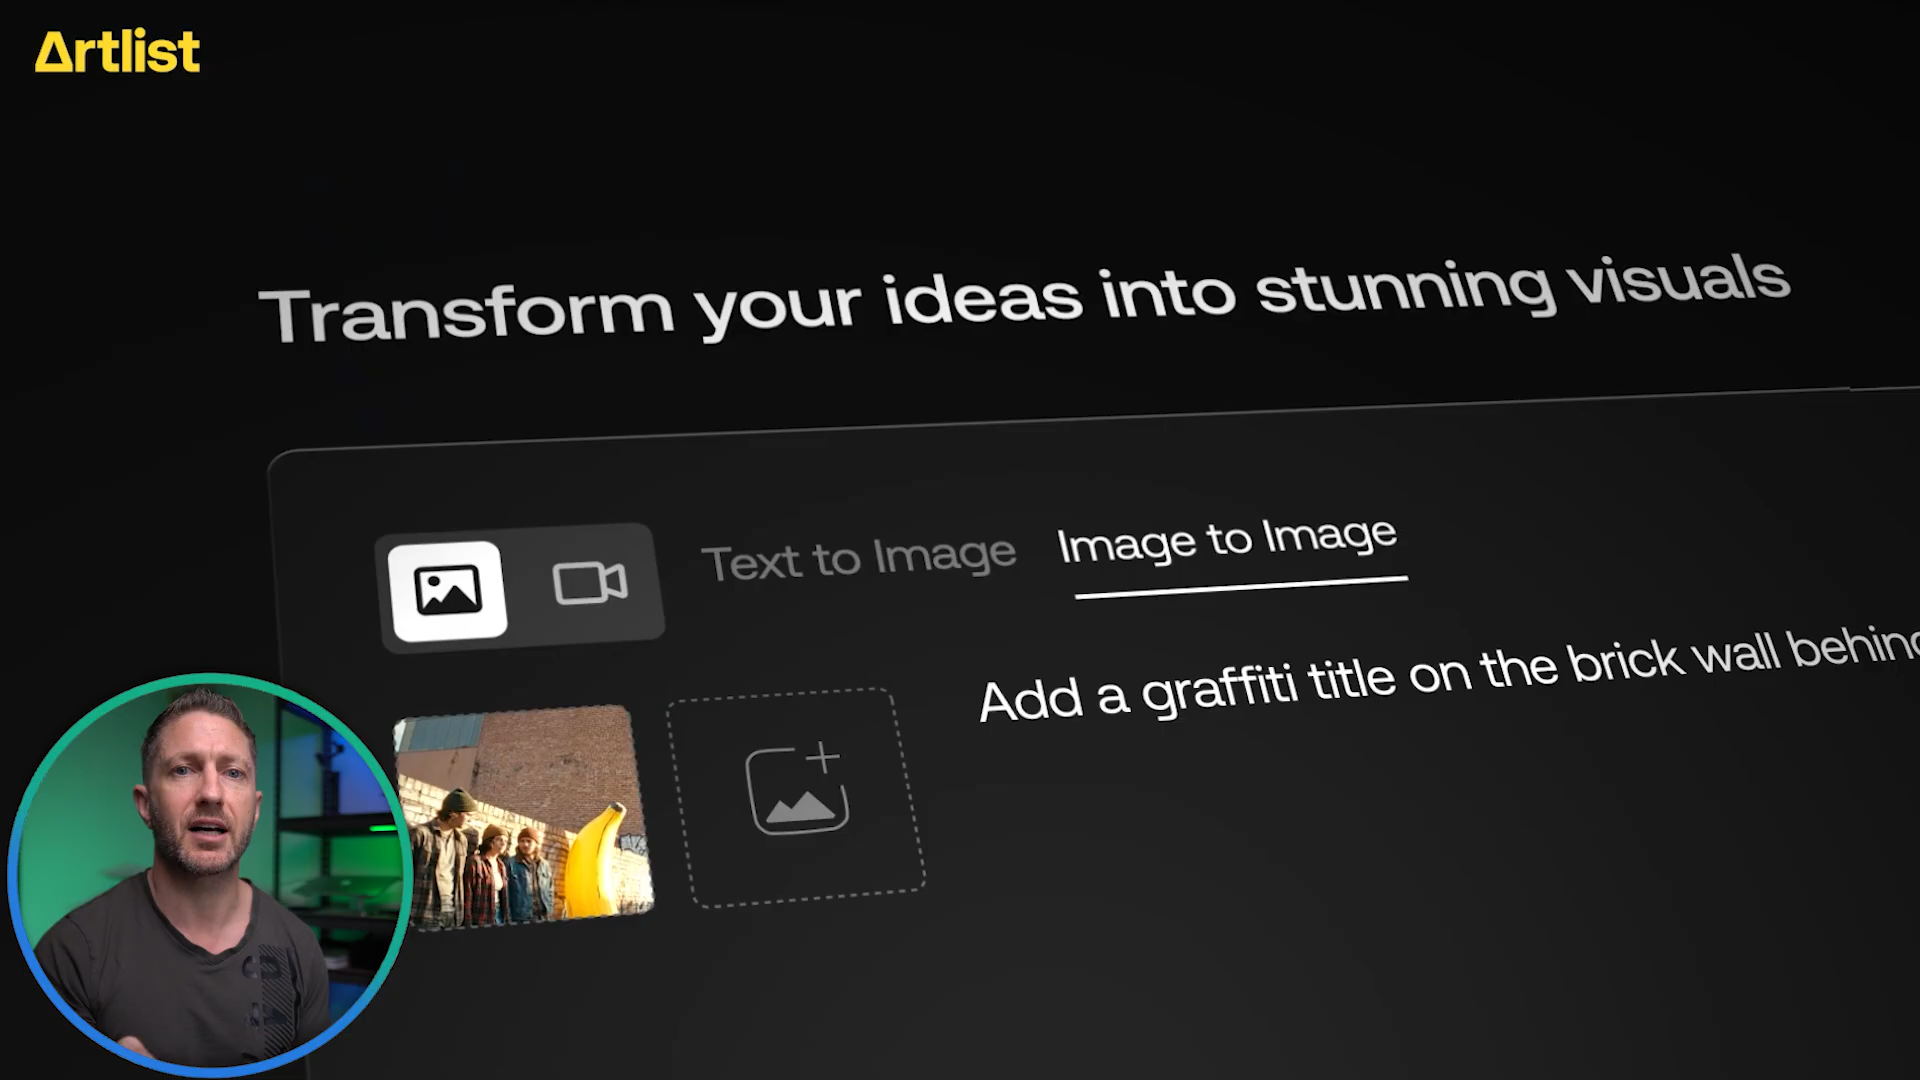 Artlist
Transform your ideas into stunning visuals
Text to Image Image to Image
Add a graffiti title on the brick wall behind